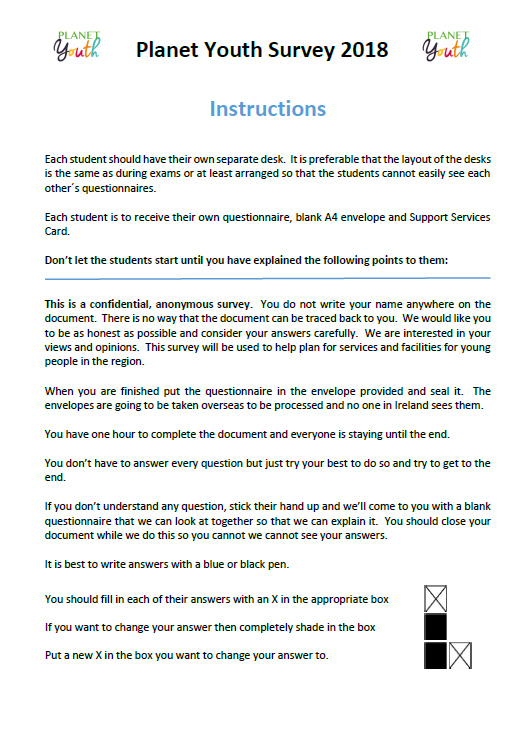 PLANET
Youth
Planet Youth Survey 2018
PLANET
Youth
Instructions
Each student should have their own separate desk.  It is preferable that the layout of the desks
is the same as during exams or at least arranged so that the students cannot easily see each
other´s questionnaires.
Each student is to receive their own questionnaire, blank A4 envelope and Support Services
Card.
Don’t let the students start until you have explained the following points to them:
This is a confidential, anonymous survey.  You do not write your name anywhere on the
document.  There is no way that the document can be traced back to you.  We would like you
to be as honest as possible and consider your answers carefully.  We are interested in your
views and opinions.  This survey will be used to help plan for services and facilities for young
people in the region.
When you are finished put the questionnaire in the envelope provided and seal it.  The
envelopes are going to be taken overseas to be processed and no one in Ireland sees them.
You have one hour to complete the document and everyone is staying until the end.
You don’t have to answer every question but just try your best to do so and try to get to the
end.
If you don’t understand any question, stick their hand up and we’ll come to you with a blank
questionnaire that we can look at together so that we can explain it.  You should close your
document while we do this so you cannot we cannot see your answers.
It is best to write answers with a blue or black pen.
You should fill in each of their answers with an X in the appropriate box
If you want to change your answer then completely shade in the box
Put a new X in the box you want to change your answer to.